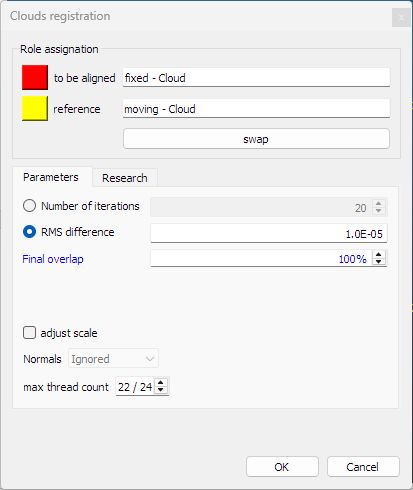 Clouds registration
x
Role assignation
to be aligned fixed - Cloud
reference moving - Cloud
swap
Parameters Research
Number of iterations 20
RMS difference 1.0E-05
Final overlap 100%
adjust scale
Normals Ignored
max thread count 22 / 24
OK Cancel